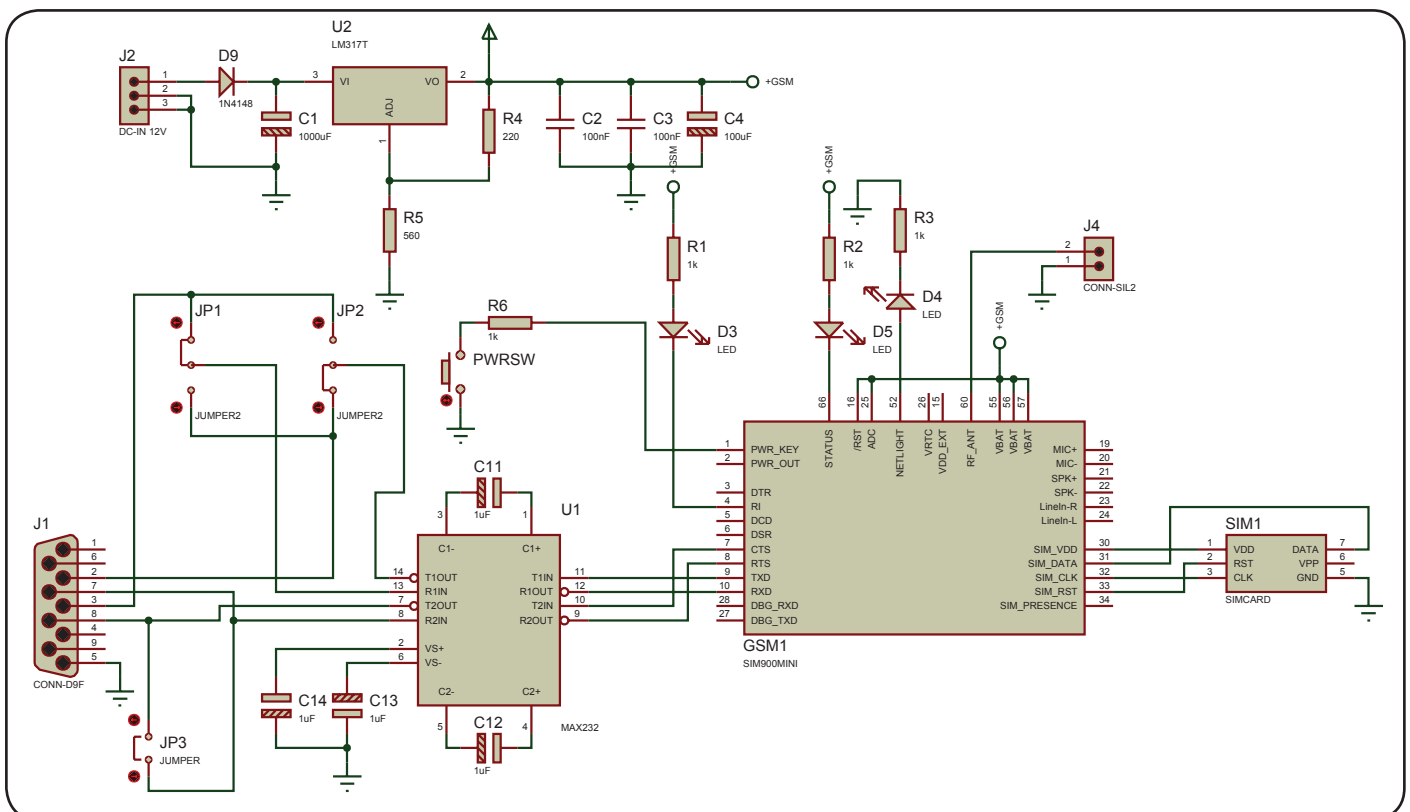 J2
1
2
3
DC-IN 12V
D9
1N4148
C1
1000uF
U2
LM317T
3
VI
VO
2
ADJ
1
R4
220
R5
560
C2
100nF
C3
100nF
C4
100uF
+GSM
+GSM
R1
1k
D3
LED
+GSM
R2
1k
D5
LED
R3
1k
D4
LED
J4
2
1
CONN-SIL2
+GSM
JP1
JUMPER2
JP2
JUMPER2
R6
1k
PWRSW
66
16
25
52
26
15
60
55
56
57
STATUS
/RST
ADC
NETLIGHT
VRTC
VDD_EXT
RF_ANT
VBAT
VBAT
VBAT
1
PWR_KEY
2
PWR_OUT
3
DTR
4
RI
5
DCD
6
DSR
7
CTS
8
RTS
9
TXD
10
RXD
28
DBG_RXD
27
DBG_TXD
MIC+
19
MIC-
20
SPK+
21
SPK-
22
LineIn-R
23
LineIn-L
24
SIM_VDD
30
SIM_DATA
31
SIM_CLK
32
SIM_RST
33
SIM_PRESENCE
34
GSM1
SIM900MINI
SIM1
1
VDD
DATA
7
2
RST
VPP
6
3
CLK
GND
5
SIMCARD
J1
1
6
2
7
3
8
4
9
5
CONN-D9F
JP3
JUMPER
C11
1uF
3
1
U1
C1-
C1+
14
T1OUT
T1IN
11
13
R1IN
R1OUT
12
7
T2OUT
T2IN
10
8
R2IN
R2OUT
9
2
VS+
6
VS-
C2-
C2+
5
4
MAX232
C14
1uF
C13
1uF
C12
1uF